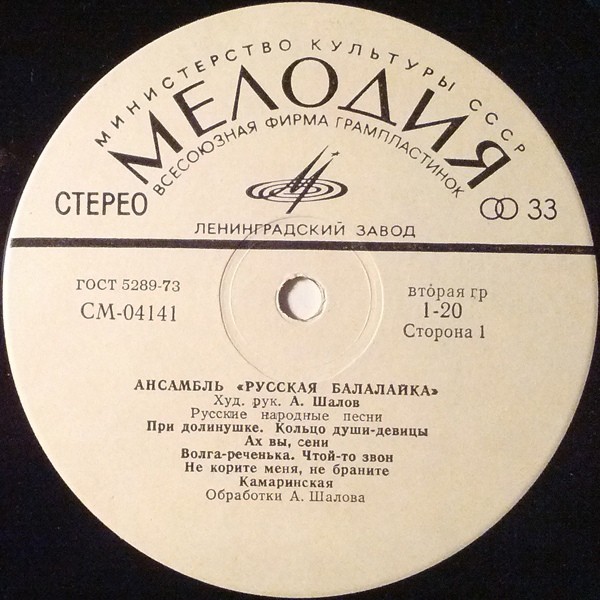 МИНИСТЕРСТВО КУЛЬТУРЫ СССР
МЕЛОДИЯ
ВСЕСОЮЗНАЯ ФИРМА ГРАМПЛАСТИНОК
СТЕРЕО
33
ЛЕНИНГРАДСКИЙ ЗАВОД
ГОСТ 5289-73
СМ-04141
вторая гр
1-20
Сторона 1
АНСАМБЛЬ «РУССКАЯ БАЛАЛАЙКА»
Худ. рук. А. Шалов
Русские народные песни
При долинушке. Кольцо души-девицы
Ах вы, сени
Волга-реченька. Чтой-то звон
Не корите меня, не браните
Камаринская
Обработки А. Шалова